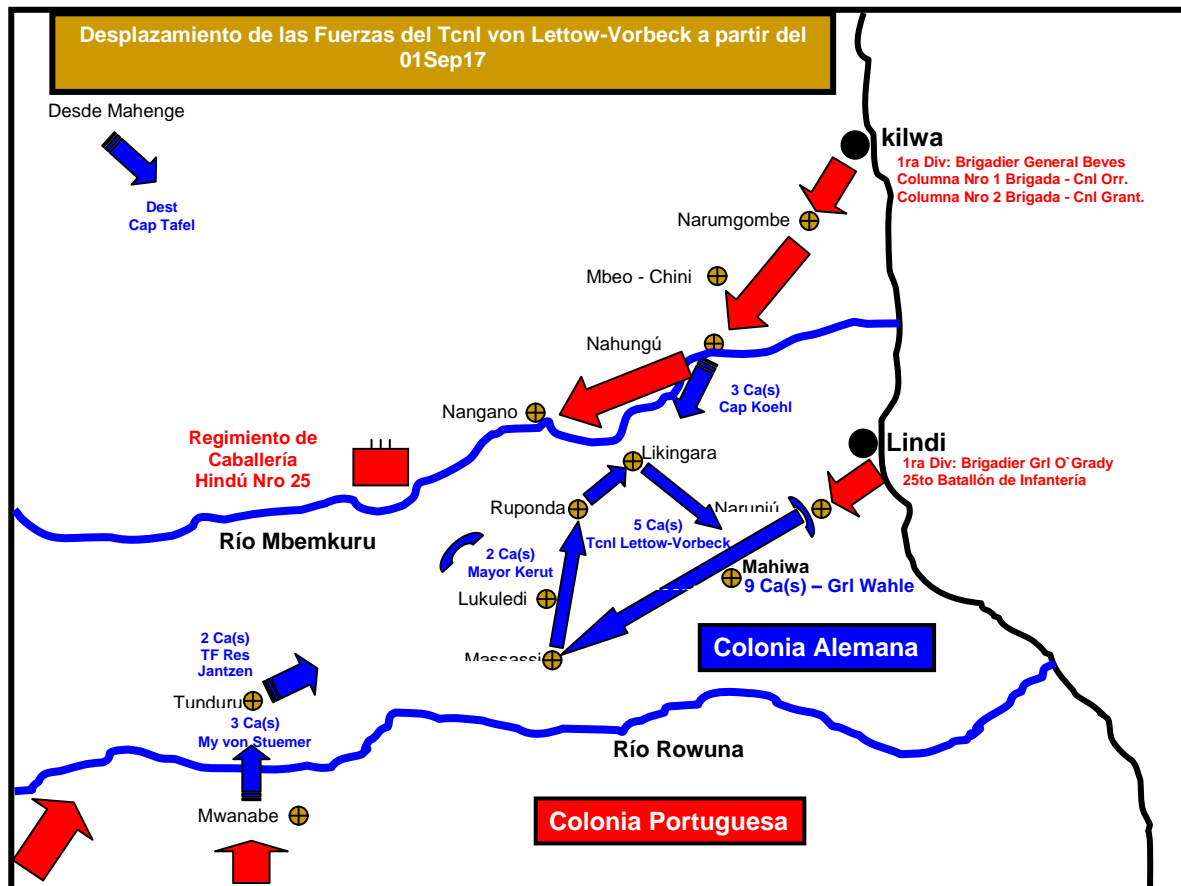 Desplazamiento de las Fuerzas del Tcnl von Lettow-Vorbeck a partir del
01Sep17
Desde Mahenge
Dest
Cap Tafel
kilwa
1ra Div: Brigadier General Beves
Columna Nro 1 Brigada - Cnl Orr.
Columna Nro 2 Brigada - Cnl Grant.
Narumgombe
Mbeo - Chini
Nahungú
3 Ca(s)
Cap Koehl
Nangano
Regimiento de
Caballería
Hindú Nro 25
Likingara
Lindi
1ra Div: Brigadier Grl O`Grady
25to Batallón de Infantería
Ruponda
Río Mbemkuru
5 Ca(s)
Tcnl Lettow-Vorbeck
2 Ca(s)
Mayor Kerut
Mahiwa
9 Ca(s) – Grl Wahle
Lukuledi
2 Ca(s)
TF Res
Jantzen
Colonia Alemana
Massassi
Tunduru
3 Ca(s)
My von Stuemer
Río Rowuna
Mwanabe
Colonia Portuguesa